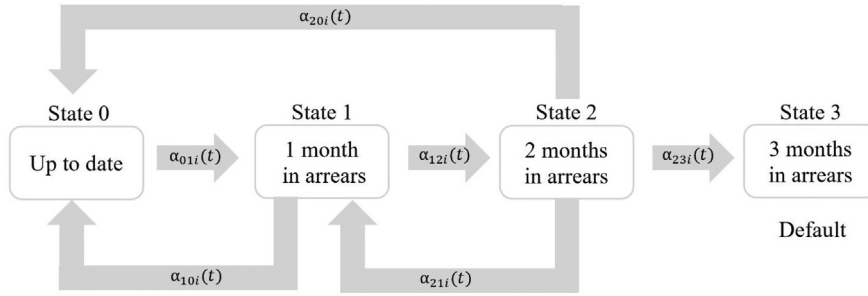 α₂₀ᵢ(t)
State 0
State 1
State 2
State 3
Up to date
α₀₁ᵢ(t)
1 month
in arrears
α₁₂ᵢ(t)
2 months
in arrears
α₂₃ᵢ(t)
3 months
in arrears
Default
α₁₀ᵢ(t)
α₂₁ᵢ(t)